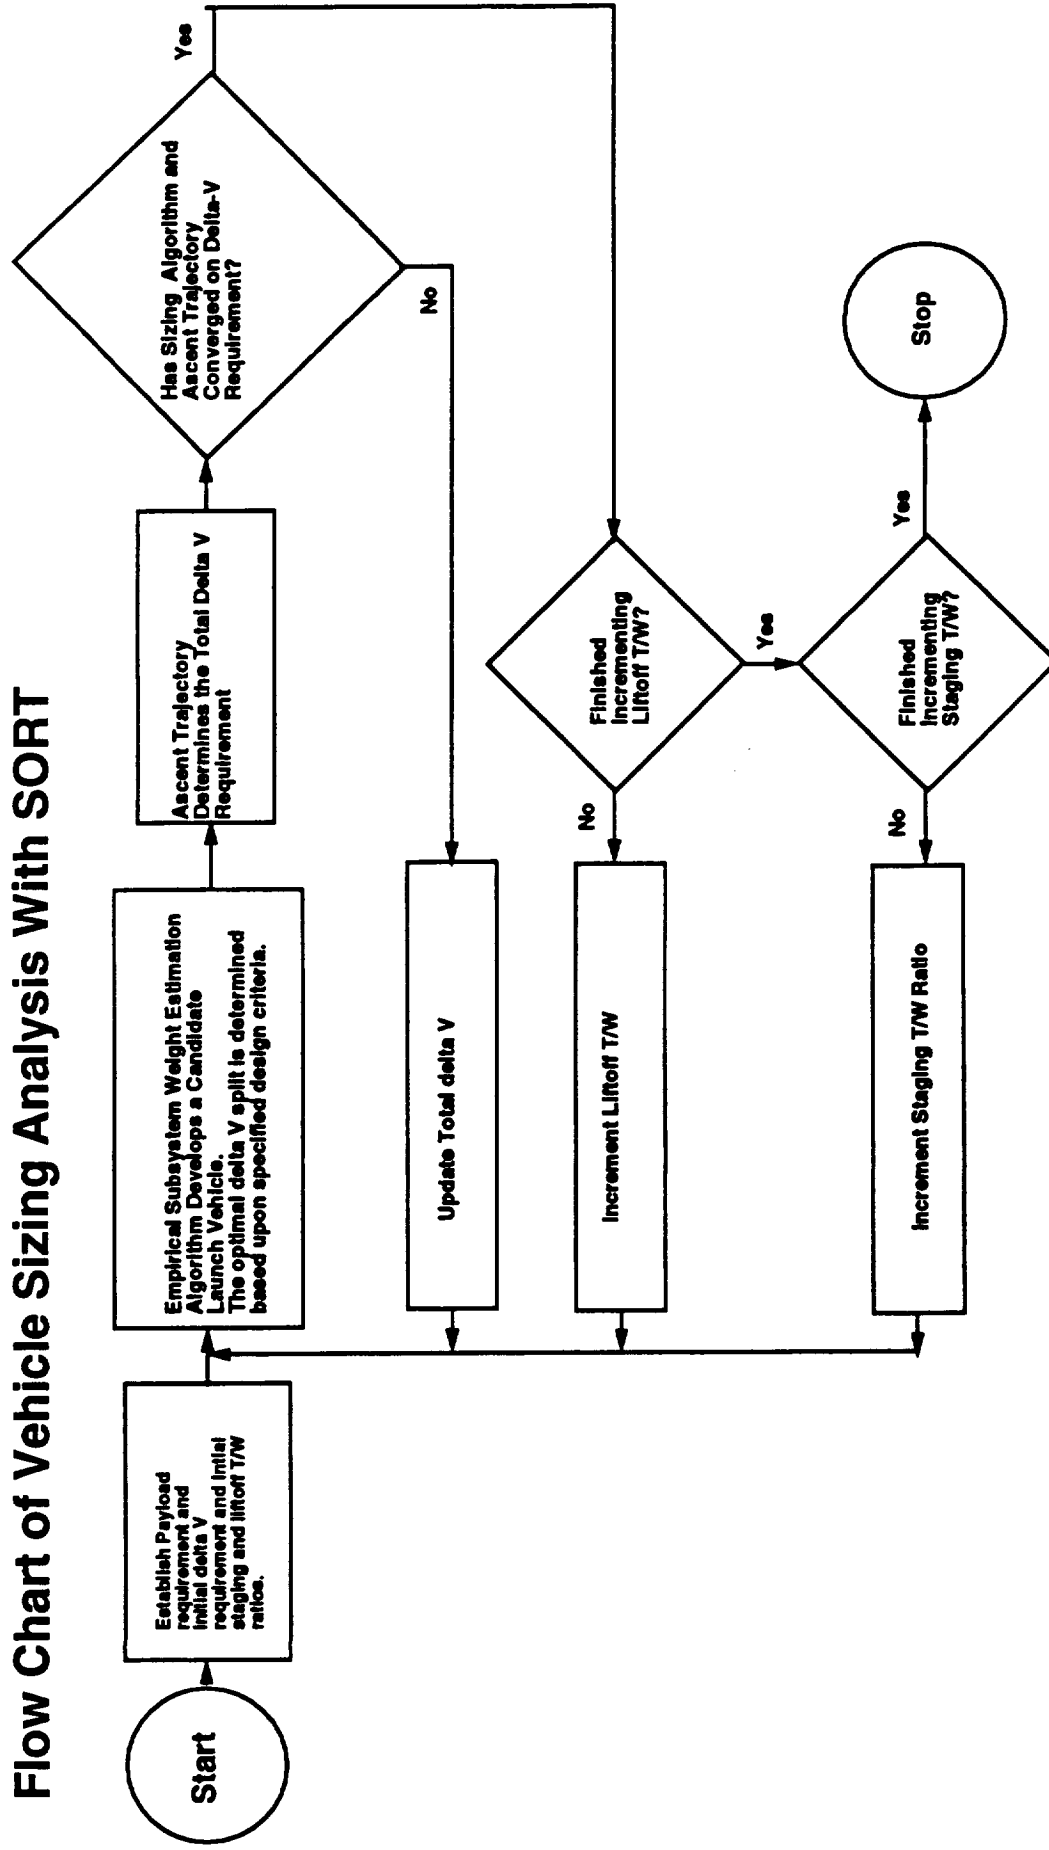 Flow Chart of Vehicle Sizing Analysis With SORT
Start
Establish Payload
requirement and
initial delta V
requirement and intial
staging and liftoff T/W
ratios.
Empirical Subsystem Weight Estimation
Algorithm Develops a Candidate
Launch Vehicle.
The optimal delta V split is determined
based upon specified design criteria.
Ascent Trajectory
Determines the Total Delta V
Requirement
Has Sizing Algorithm and
Ascent Trajectory
Converged on Delta-V
Requirement?
Yes
No
Update Total delta V
Finished
Incrementing
Liftoff T/W?
No
Yes
Increment Liftoff T/W
Finished
Incrementing
Staging T/W?
No
Yes
Increment Staging T/W Ratio
Stop